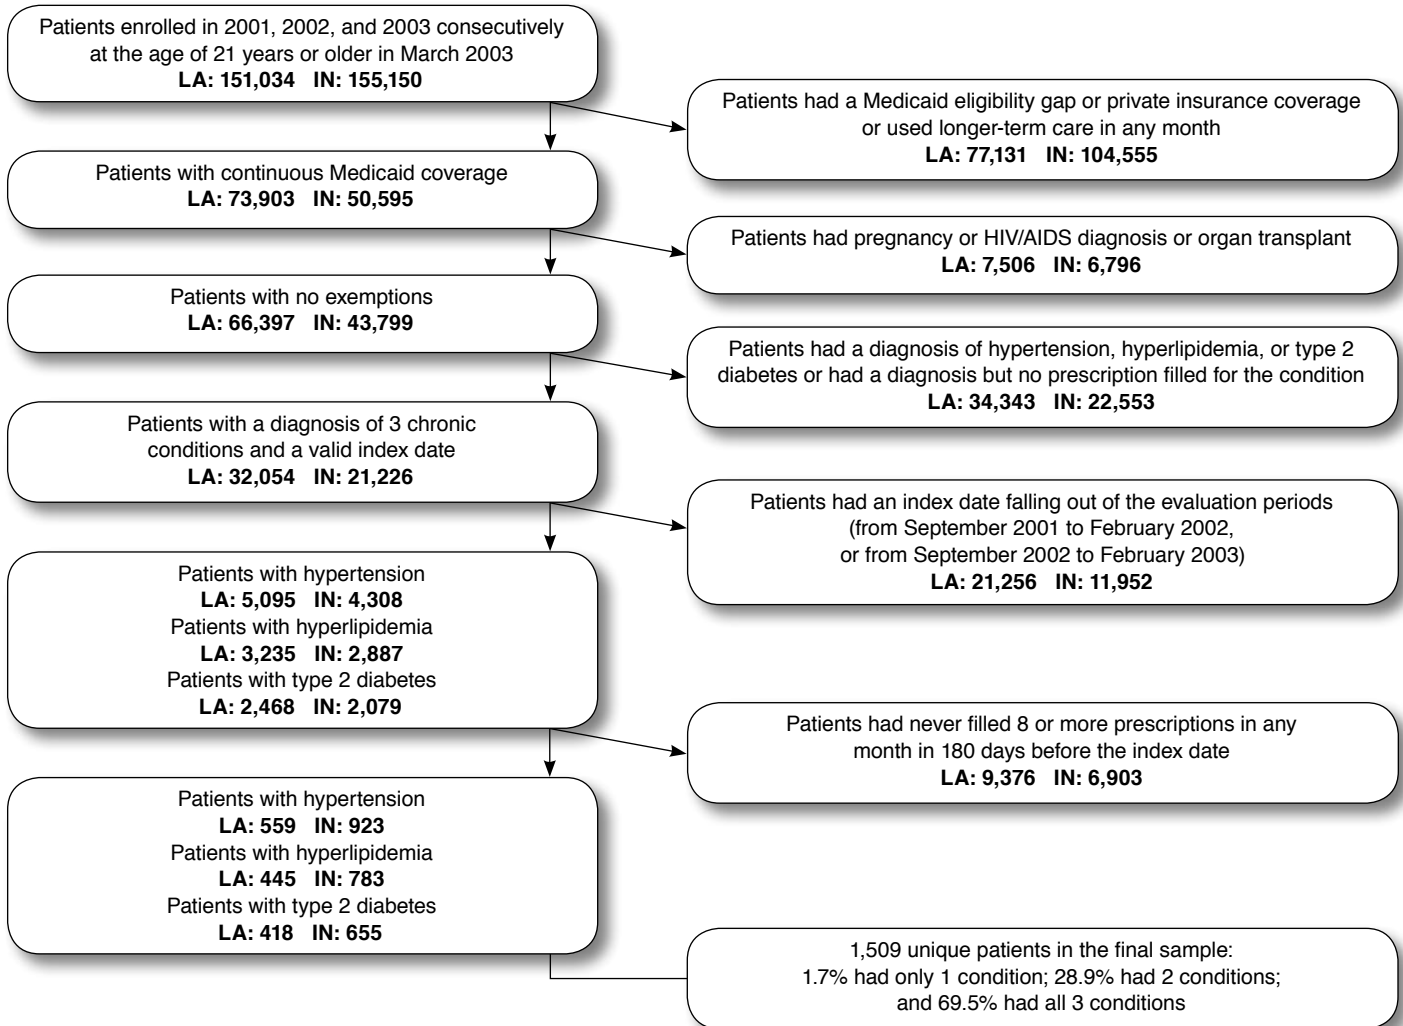 Patients enrolled in 2001, 2002, and 2003 consecutively
at the age of 21 years or older in March 2003
LA: 151,034 IN: 155,150
Patients had a Medicaid eligibility gap or private insurance coverage
or used longer-term care in any month
LA: 77,131 IN: 104,555
Patients with continuous Medicaid coverage
LA: 73,903 IN: 50,595
Patients had pregnancy or HIV/AIDS diagnosis or organ transplant
LA: 7,506 IN: 6,796
Patients with no exemptions
LA: 66,397 IN: 43,799
Patients had a diagnosis of hypertension, hyperlipidemia, or type 2
diabetes or had a diagnosis but no prescription filled for the condition
LA: 34,343 IN: 22,553
Patients with a diagnosis of 3 chronic
conditions and a valid index date
LA: 32,054 IN: 21,226
Patients had an index date falling out of the evaluation periods
(from September 2001 to February 2002,
or from September 2002 to February 2003)
LA: 21,256 IN: 11,952
Patients with hypertension
LA: 5,095 IN: 4,308
Patients with hyperlipidemia
LA: 3,235 IN: 2,887
Patients with type 2 diabetes
LA: 2,468 IN: 2,079
Patients had never filled 8 or more prescriptions in any
month in 180 days before the index date
LA: 9,376 IN: 6,903
Patients with hypertension
LA: 559 IN: 923
Patients with hyperlipidemia
LA: 445 IN: 783
Patients with type 2 diabetes
LA: 418 IN: 655
1,509 unique patients in the final sample:
1.7% had only 1 condition; 28.9% had 2 conditions;
and 69.5% had all 3 conditions